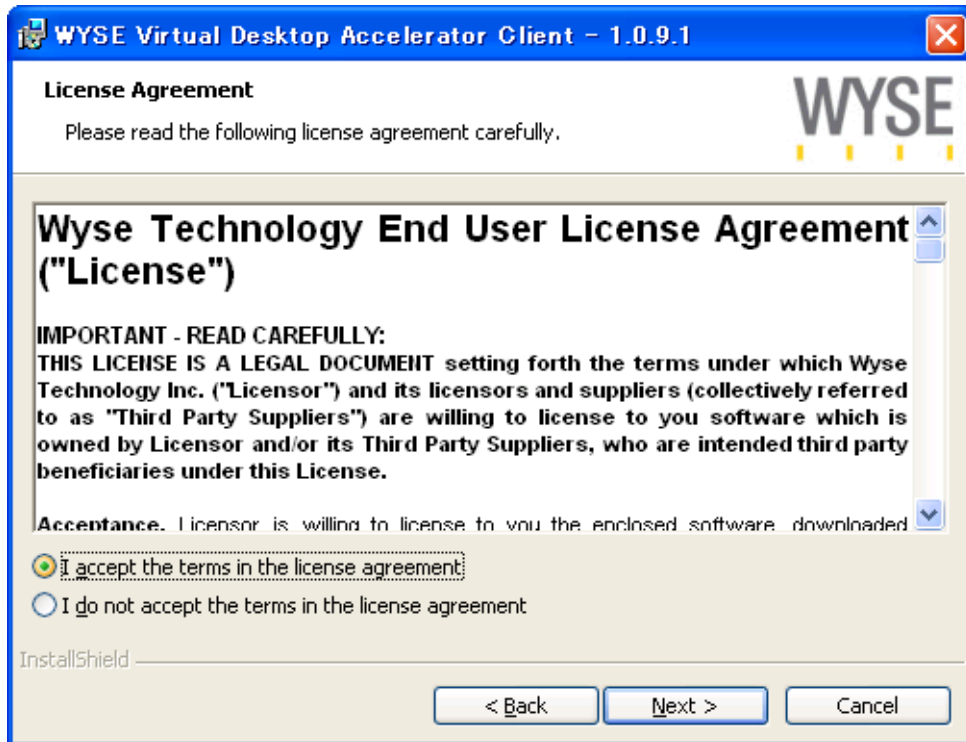 WYSE Virtual Desktop Accelerator Client - 1.0.9.1
License Agreement
Please read the following license agreement carefully.
WYSE
Wyse Technology End User License Agreement
("License")
IMPORTANT - READ CAREFULLY:
THIS LICENSE IS A LEGAL DOCUMENT setting forth the terms under which Wyse
Technology Inc. ("Licensor") and its licensors and suppliers (collectively referred
to as "Third Party Suppliers") are willing to license to you software which is
owned by Licensor and/or its Third Party Suppliers, who are intended third party
beneficiaries under this License.
Acceptance. Licensor is willing to license to you the enclosed software, downloaded
I accept the terms in the license agreement
I do not accept the terms in the license agreement
InstallShield
< Back
Next >
Cancel